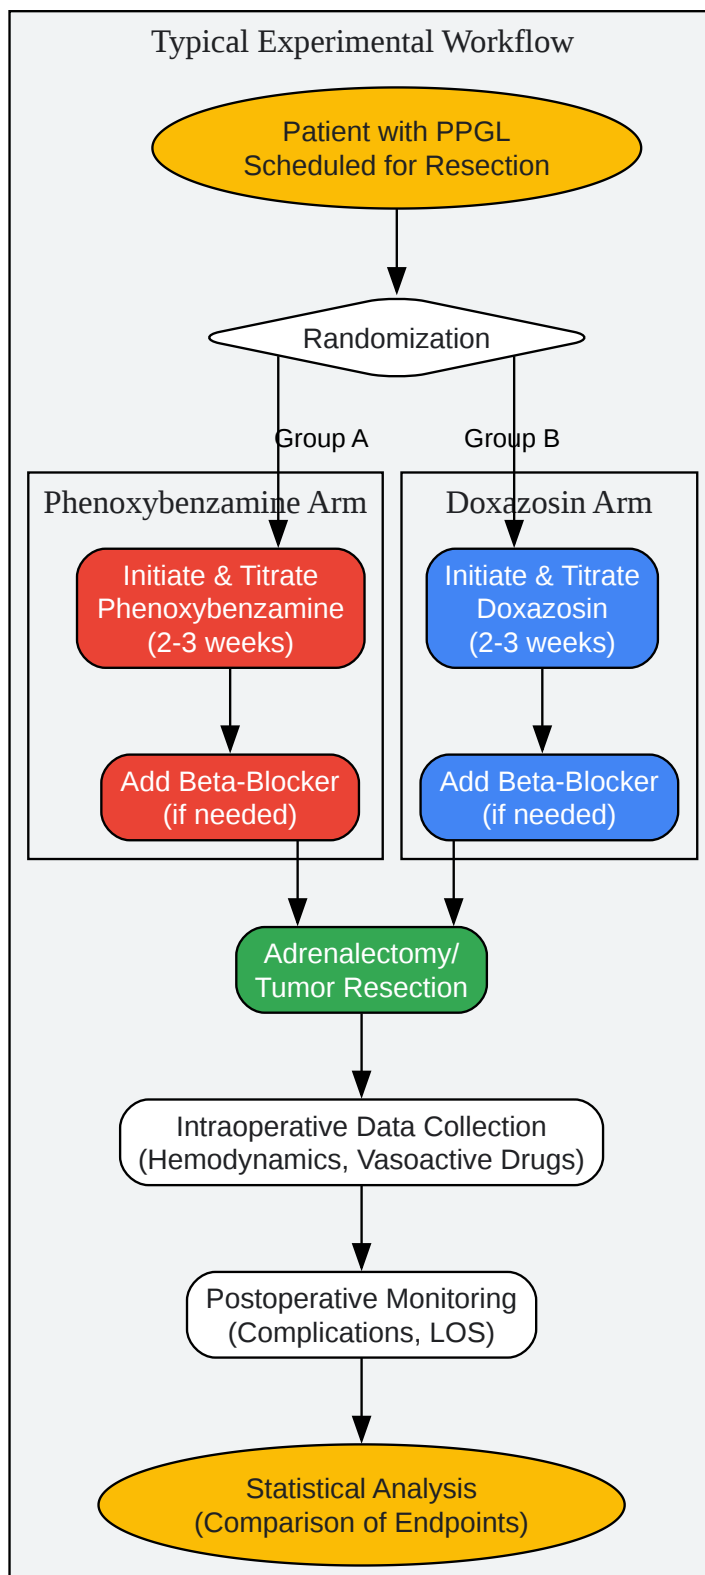 Typical Experimental Workflow
Patient with PPGL
Scheduled for Resection
Randomization
Group A
Group B
Phenoxybenzamine Arm
Initiate & Titrate
Phenoxybenzamine
(2-3 weeks)
Add Beta-Blocker
(if needed)
Doxazosin Arm
Initiate & Titrate
Doxazosin
(2-3 weeks)
Add Beta-Blocker
(if needed)
Adrenalectomy/
Tumor Resection
Intraoperative Data Collection
(Hemodynamics, Vasoactive Drugs)
Postoperative Monitoring
(Complications, LOS)
Statistical Analysis
(Comparison of Endpoints)